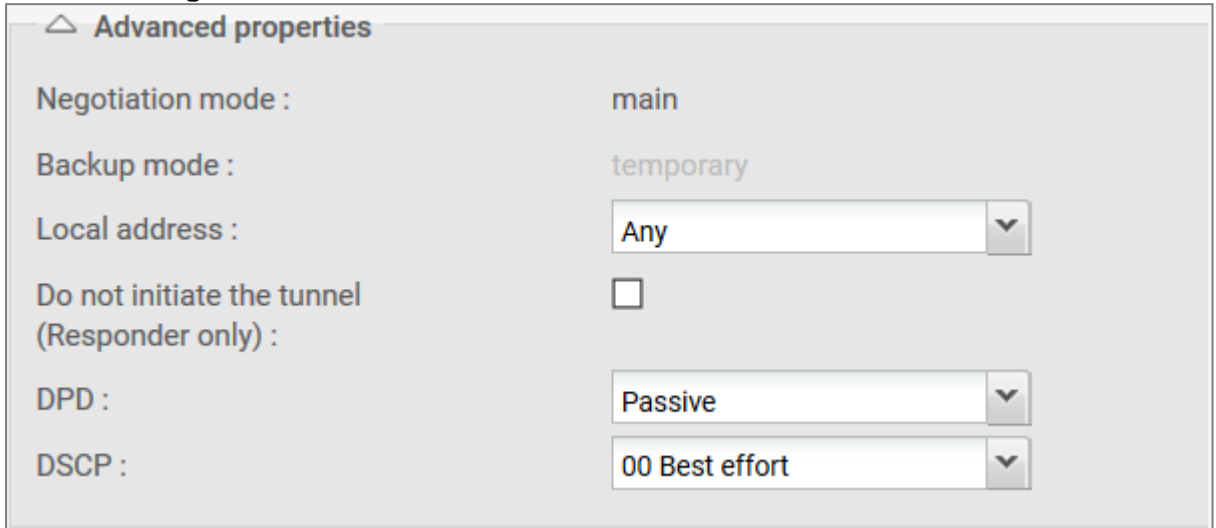 Advanced properties
Negotiation mode : main
Backup mode : temporary
Local address : Any
Do not initiate the tunnel
(Responder only) :
DPD : Passive
DSCP : 00 Best effort